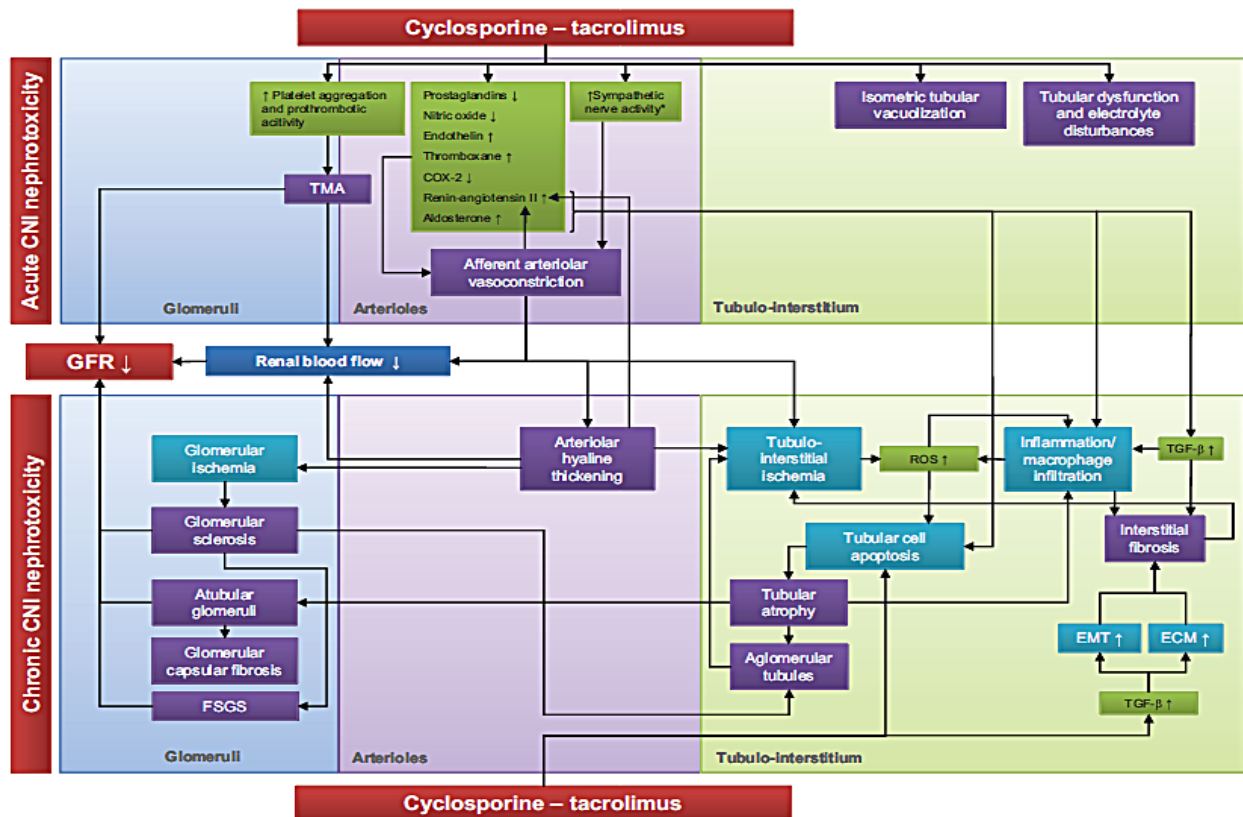 Cyclosporine – tacrolimus
Acute CNI nephrotoxicity
↑ Platelet aggregation
and prothrombotic
acitivity
Prostaglandins ↓
Nitric oxide ↓
Endothelin ↑
Thromboxane ↑
COX-2 ↓
Renin-angiotensin II ↑
Aldosterone ↑
↑Sympathetic
nerve activity*
Isometric tubular
vacuolization
Tubular dysfunction
and electrolyte
disturbances
TMA
Afferent arteriolar
vasoconstriction
Glomeruli
Arterioles
Tubulo-interstitium
GFR ↓
Renal blood flow ↓
Chronic CNI nephrotoxicity
Glomerular
ischemia
Arteriolar
hyaline
thickening
Tubulo-
interstitial
ischemia
ROS ↑
Inflammation/
macrophage
infiltration
TGF-β ↑
Glomerular
sclerosis
Tubular cell
apoptosis
Interstitial
fibrosis
Atubular
glomeruli
Tubular
atrophy
Glomerular
capsular fibrosis
Aglomerular
tubules
EMT ↑
ECM ↑
FSGS
TGF-β ↑
Glomeruli
Arterioles
Tubulo-interstitium
Cyclosporine – tacrolimus